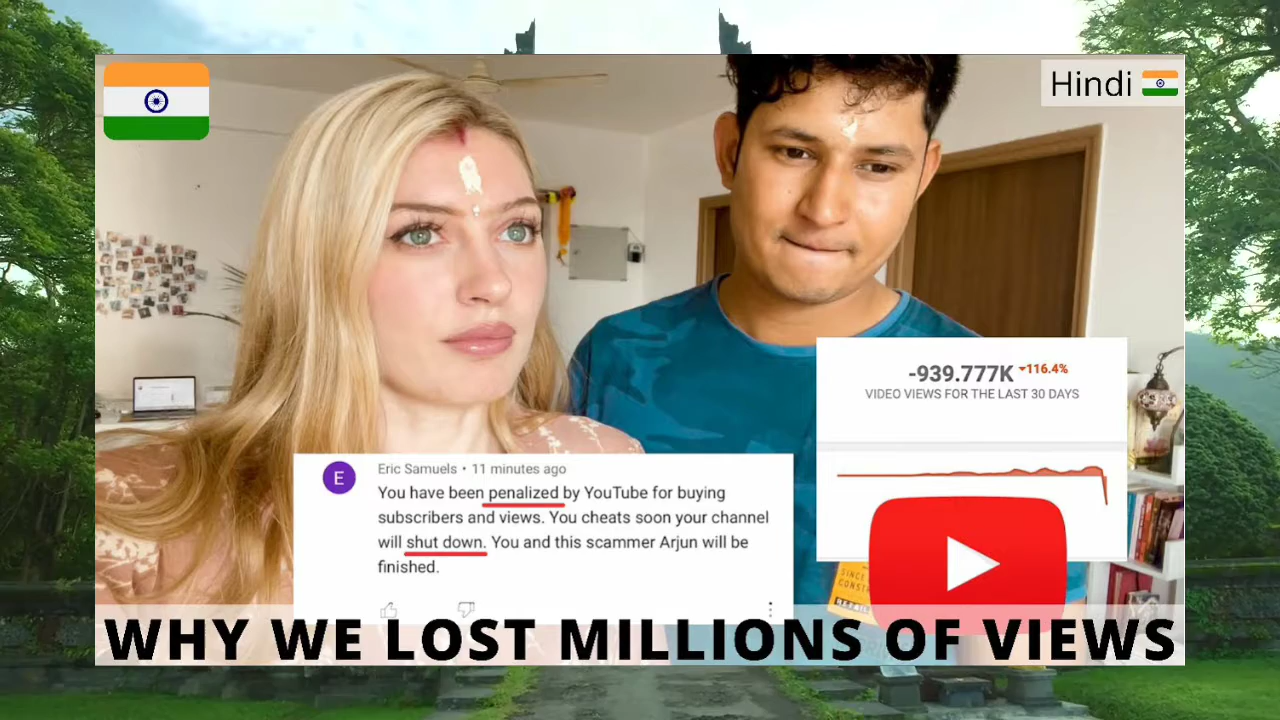 Hindi
-939.777K 116.4%
VIDEO VIEWS FOR THE LAST 30 DAYS
E
Eric Samuels • 11 minutes ago
You have been penalized by YouTube for buying
subscribers and views. You cheats soon your channel
will shut down. You and this scammer Arjun will be
finished.
SINCE
CONST
WHY WE LOST MILLIONS OF VIEWS